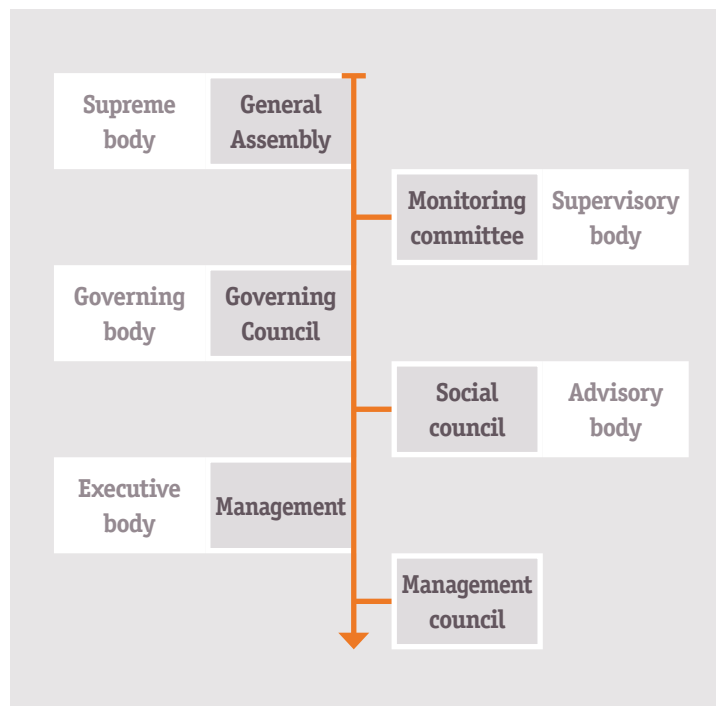 Supreme
body
General
Assembly
Monitoring
committee
Supervisory
body
Governing
body
Governing
Council
Social
council
Advisory
body
Executive
body
Management
Management
council